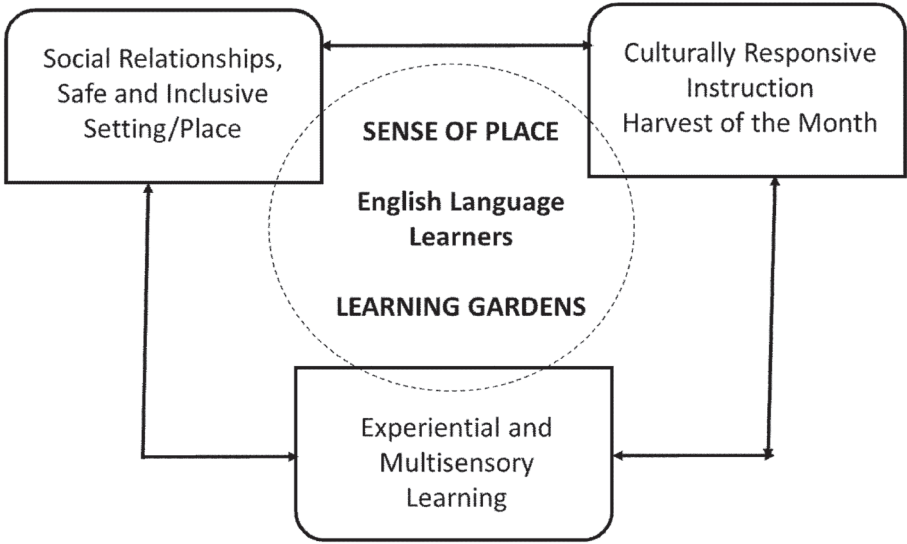 Social Relationships,
Safe and Inclusive
Setting/Place
Culturally Responsive
Instruction
Harvest of the Month
SENSE OF PLACE
English Language
Learners
LEARNING GARDENS
Experiential and
Multisensory
Learning